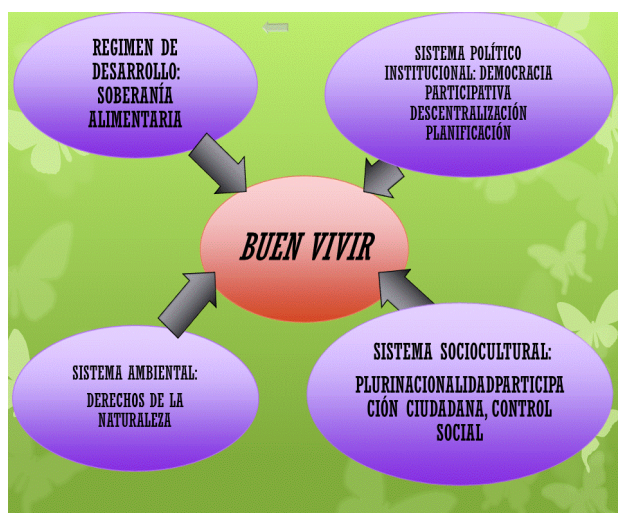 REGIMEN DE
DESARROLLO:
SOBERANÍA
ALIMENTARIA
SISTEMA POLÍTICO
INSTITUCIONAL: DEMOCRACIA
PARTICIPATIVA
DESCENTRALIZACIÓN
PLANIFICACIÓN
BUEN VIVIR
SISTEMA AMBIENTAL:
DERECHOS DE LA
NATURALEZA
SISTEMA SOCIOCULTURAL:
PLURINACIONALIDADPARTICIPA
CIÓN CIUDADANA, CONTROL
SOCIAL